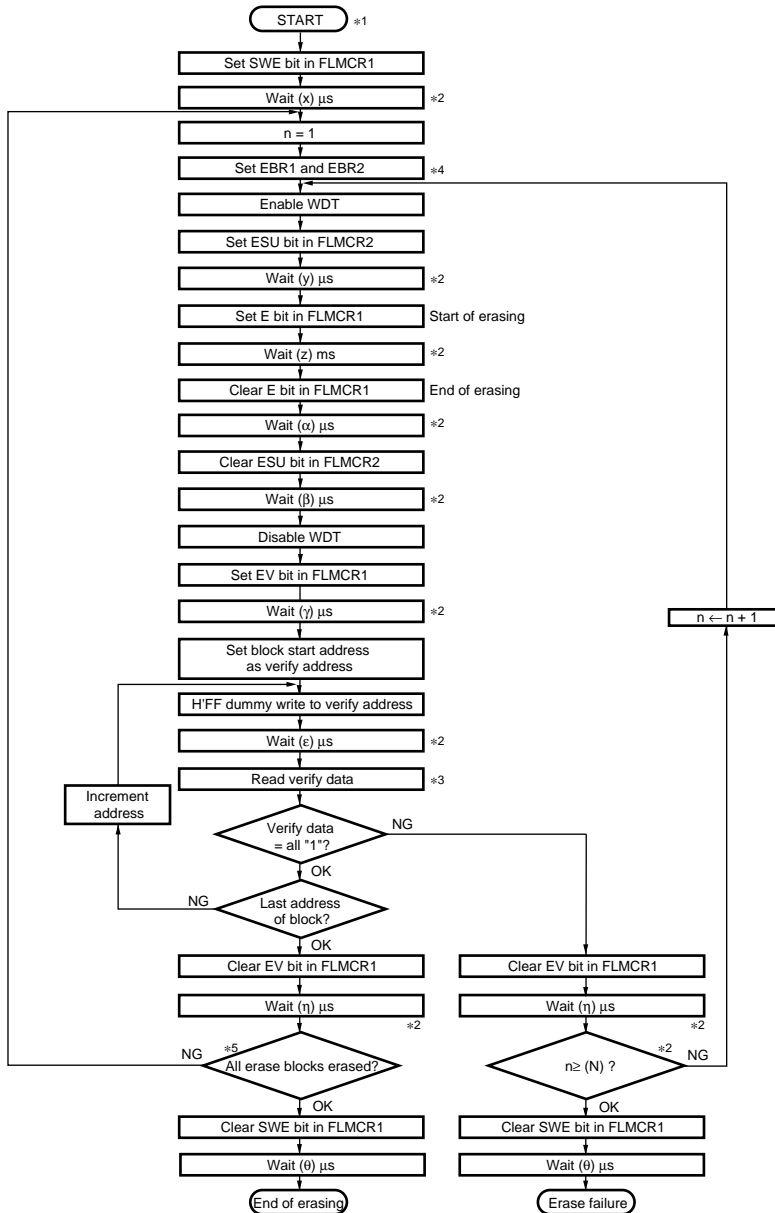 START
*1
Set SWE bit in FLMCR1
Wait (x) μs
*2
n = 1
Set EBR1 and EBR2
*4
Enable WDT
Set ESU bit in FLMCR2
Wait (y) μs
*2
Set E bit in FLMCR1
Start of erasing
Wait (z) ms
*2
Clear E bit in FLMCR1
End of erasing
Wait (α) μs
*2
Clear ESU bit in FLMCR2
Wait (β) μs
*2
Disable WDT
Set EV bit in FLMCR1
Wait (γ) μs
*2
n ← n + 1
Set block start address
as verify address
H'FF dummy write to verify address
Wait (ε) μs
*2
Read verify data
*3
Increment
address
Verify data
= all "1"?
NG
OK
NG
Last address
of block?
OK
Clear EV bit in FLMCR1
Clear EV bit in FLMCR1
Wait (η) μs
Wait (η) μs
*2
*2
NG
*5
All erase blocks erased?
*2
n≥ (N) ?
NG
OK
OK
Clear SWE bit in FLMCR1
Clear SWE bit in FLMCR1
Wait (θ) μs
Wait (θ) μs
End of erasing
Erase failure